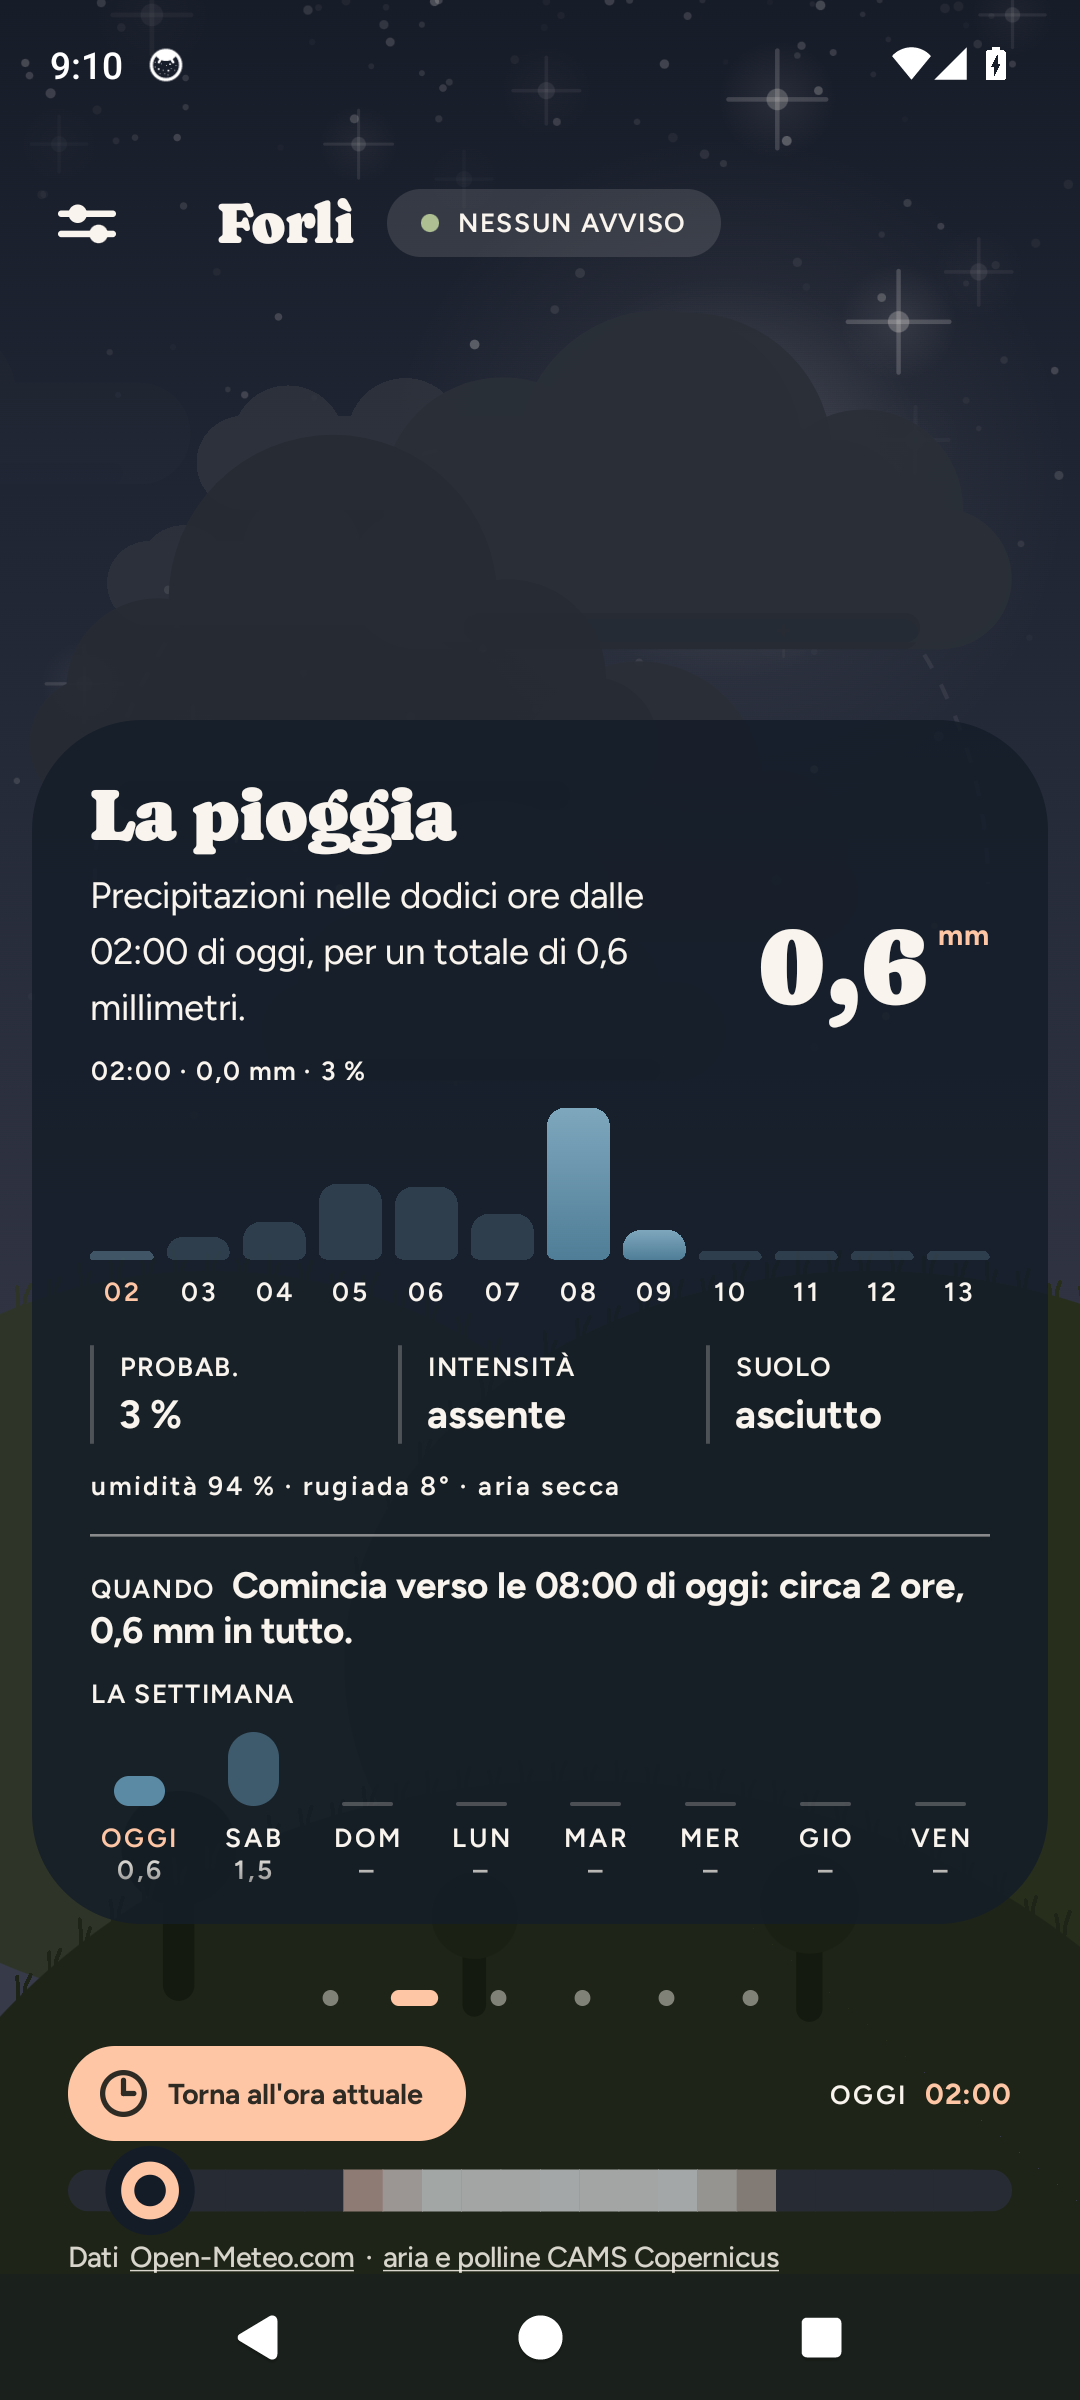 9:10
Forlì
NESSUN AVVISO
La pioggia
Precipitazioni nelle dodici ore dalle
02:00 di oggi, per un totale di 0,6
millimetri.
0,6 mm
02:00 · 0,0 mm · 3 %
02 03 04 05 06 07 08 09 10 11 12 13
PROBAB. INTENSITÀ SUOLO
3 % assente asciutto
umidità 94 % · rugiada 8° · aria secca
QUANDO Comincia verso le 08:00 di oggi: circa 2 ore,
0,6 mm in tutto.
LA SETTIMANA
OGGI SAB DOM LUN MAR MER GIO VEN
0,6 1,5 – – – – – –
Torna all'ora attuale
OGGI 02:00
Dati Open-Meteo.com · aria e polline CAMS Copernicus